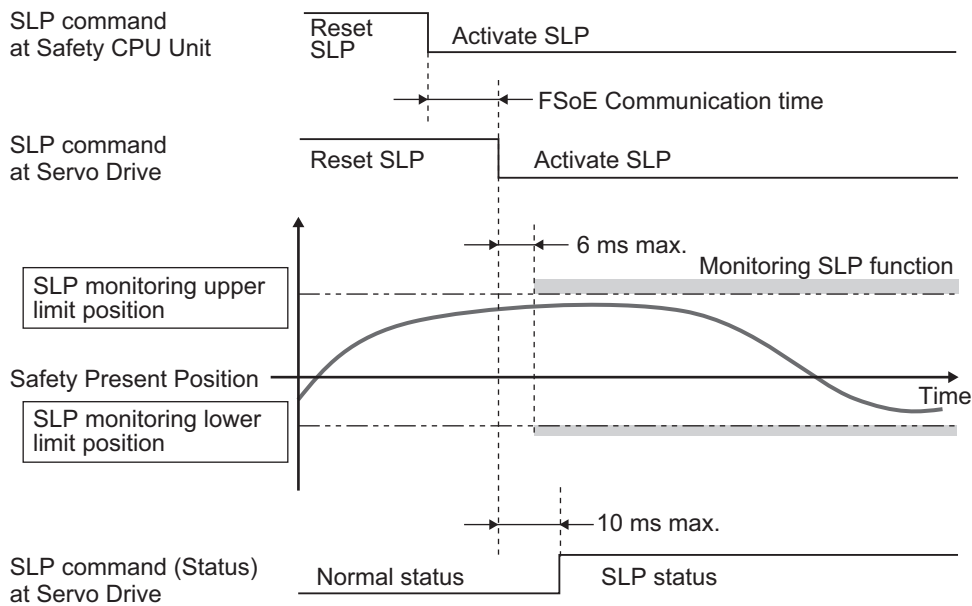 SLP command
at Safety CPU Unit
Reset
SLP
Activate SLP
FSoE Communication time
SLP command
at Servo Drive
Reset SLP
Activate SLP
6 ms max.
Monitoring SLP function
SLP monitoring upper
limit position
Safety Present Position
Time
SLP monitoring lower
limit position
10 ms max.
SLP command (Status)
at Servo Drive
Normal status
SLP status